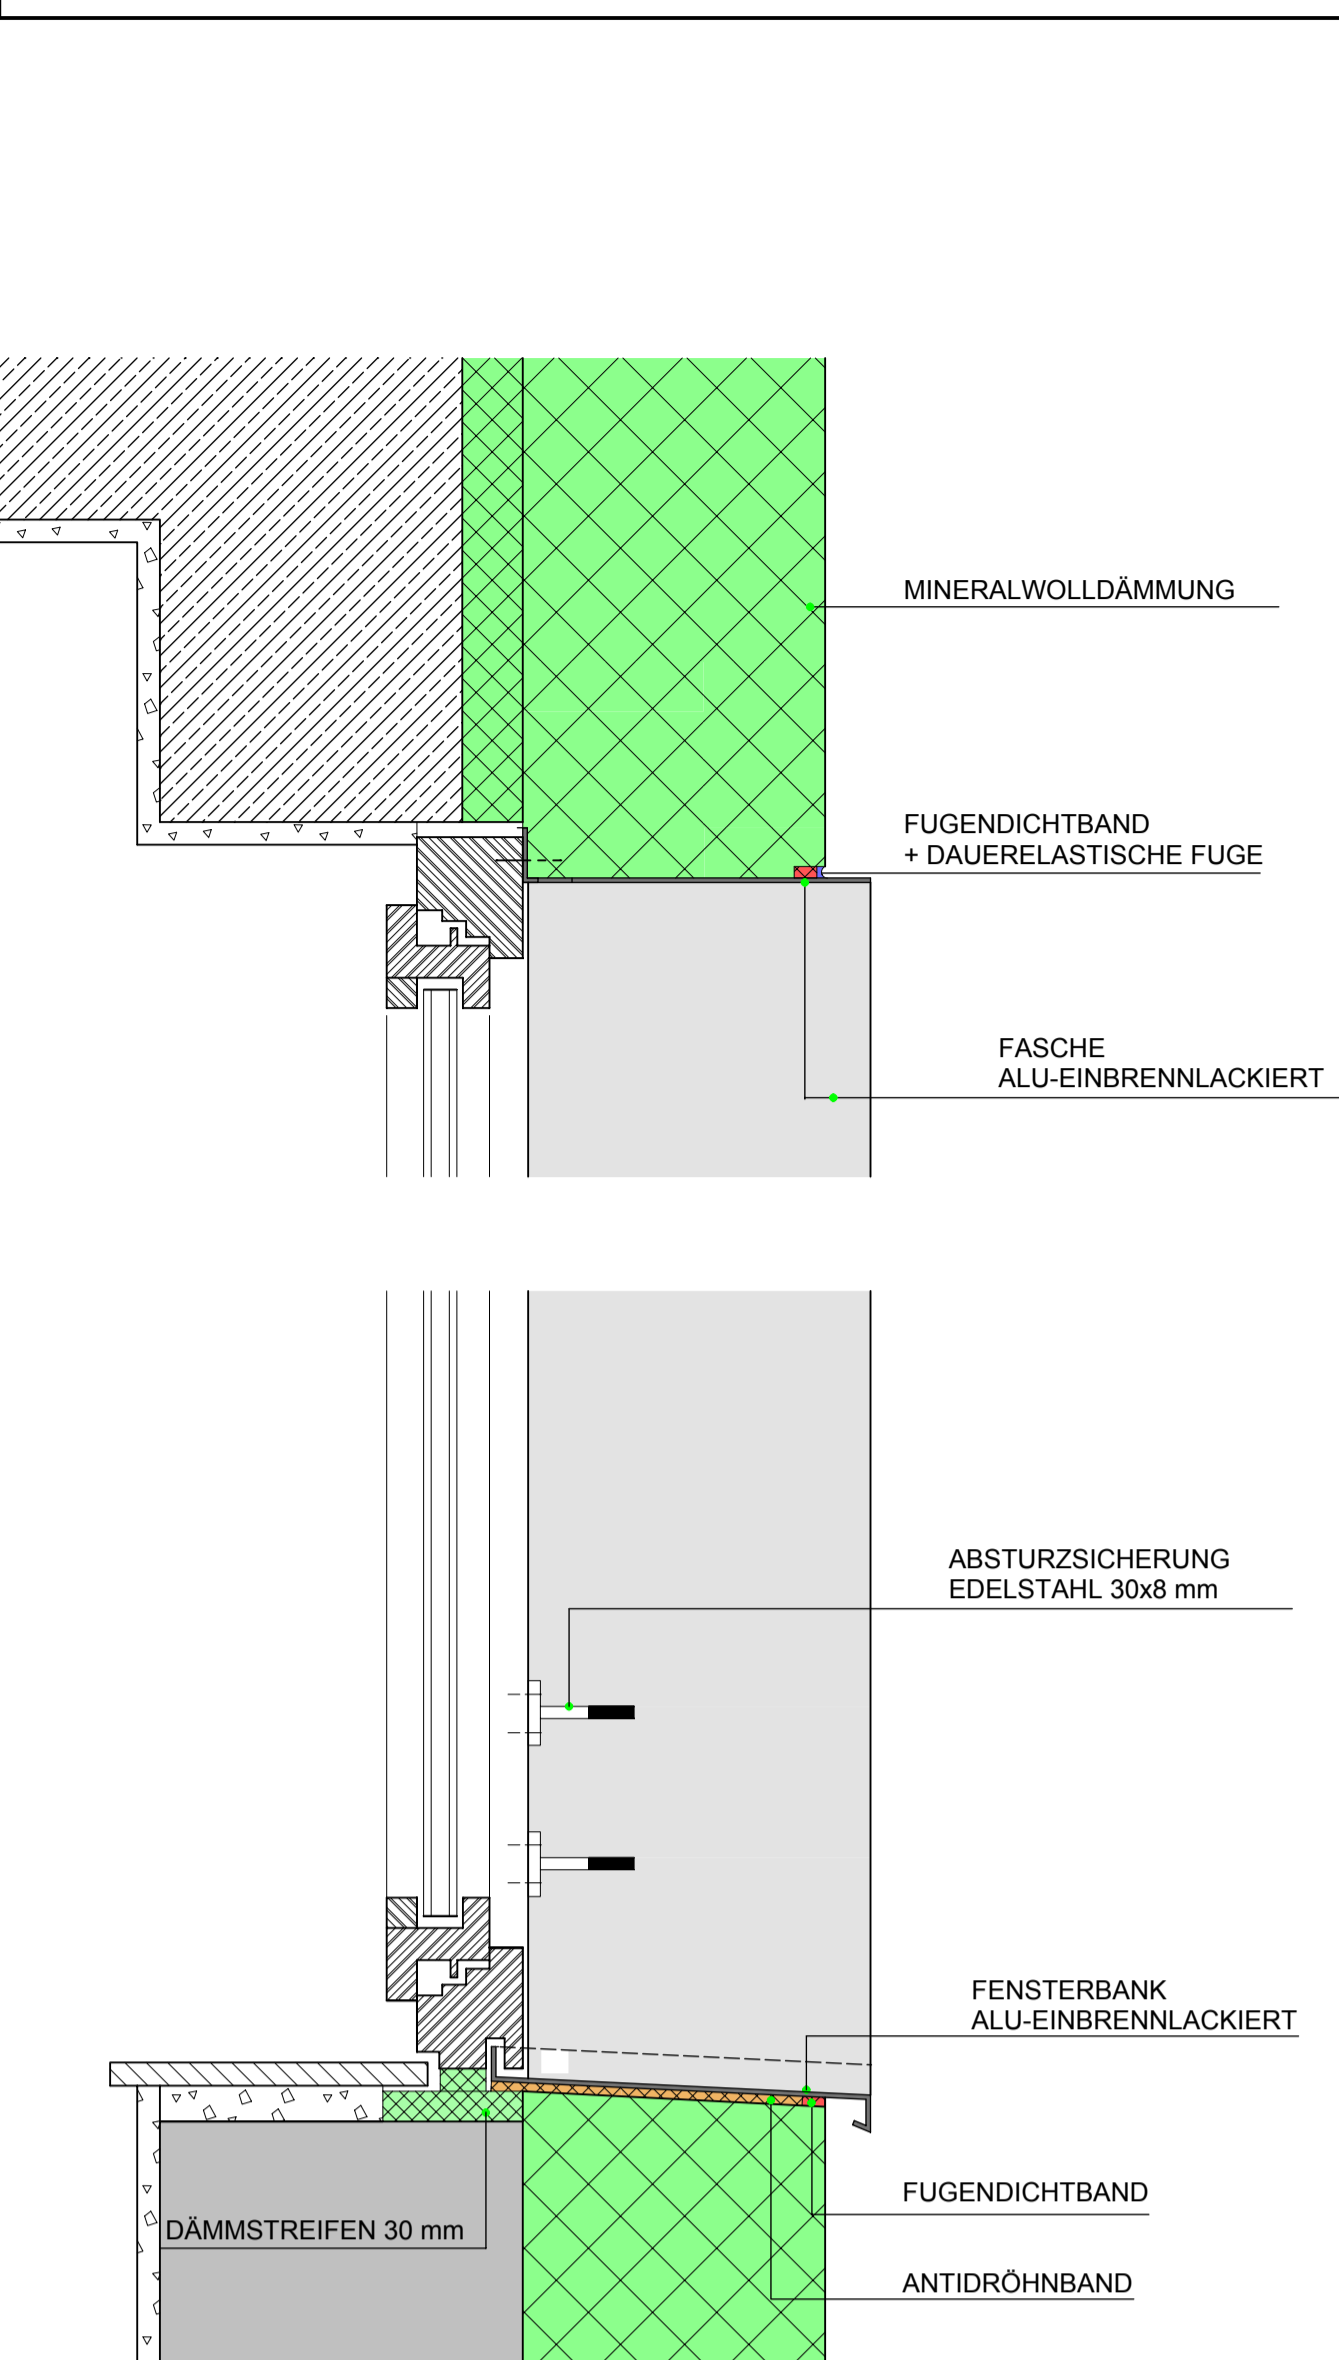 MINERALWOLLDÄMMUNG
FUGENDICHTBAND
+ DAUERELASTISCHE FUGE
FASCHE
ALU-EINBRENNLACKIERT
ABSTURZSICHERUNG
EDELSTAHL 30x8 mm
FENSTERBANK
ALU-EINBRENNLACKIERT
FUGENDICHTBAND
DÄMMSTREIFEN 30 mm
ANTIDRÖHNBAND